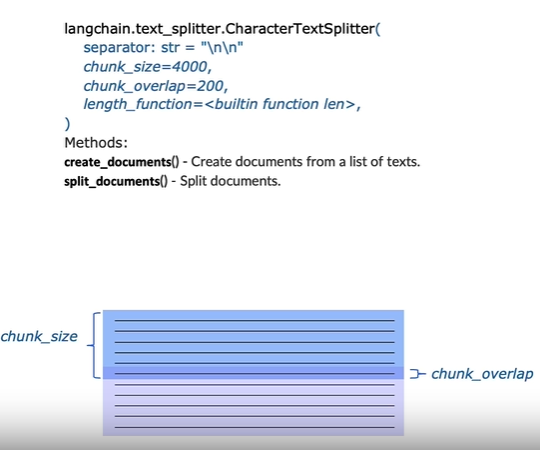 langchain.text_splitter.CharacterTextSplitter(
separator: str = "\n\n"
chunk_size=4000,
chunk_overlap=200,
length_function=<builtin function len>,
)
Methods:
create_documents() - Create documents from a list of texts.
split_documents() - Split documents.
chunk_size
chunk_overlap